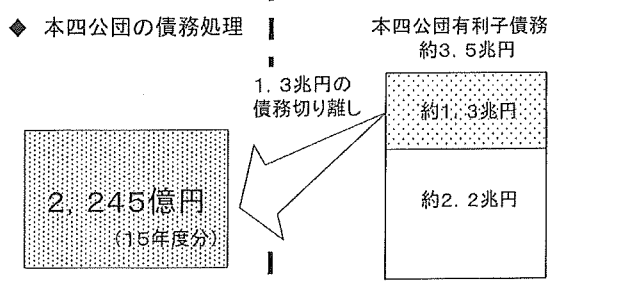 ◆ 本四公団の債務処理
本四公団有利子債務
約3．5兆円
1．3兆円の
債務切り離し
約1．3兆円
2，245億円
（15年度分）
約2．2兆円